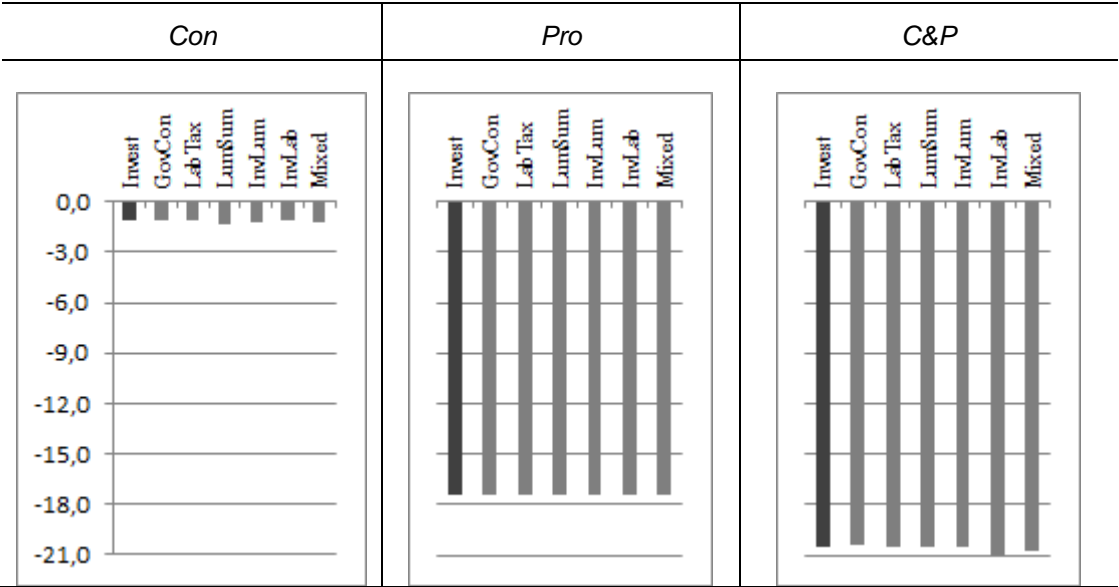 Con Pro C&P
Invest GovCon LabTax LumSum InvLum InvLab Mixed
Invest GovCon LabTax LumSum InvLum InvLab Mixed
Invest GovCon LabTax LumSum InvLum InvLab Mixed
0,0
-3,0
-6,0
-9,0
-12,0
-15,0
-18,0
-21,0